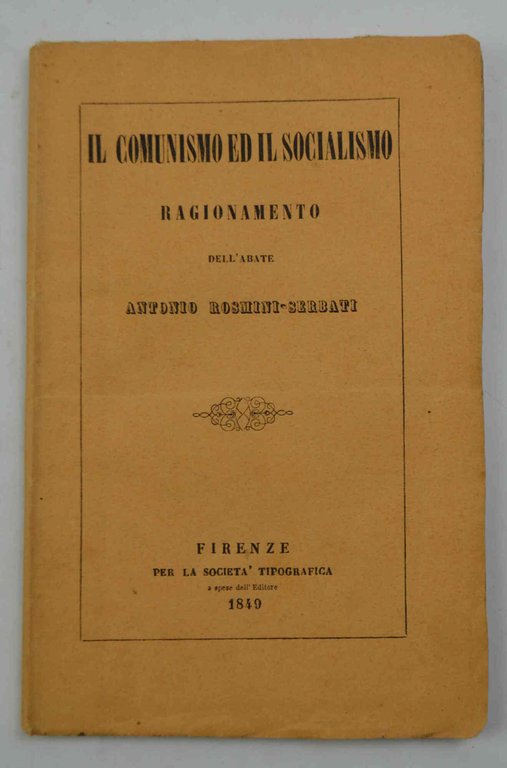 IL COMUNISMO ED IL SOCIALISMO
RAGIONAMENTO
DELL'ABATE
ANTONIO ROSMINI-SERBATI
FIRENZE
PER LA SOCIETA' TIPOGRAFICA
a spese dell'Editore
1849